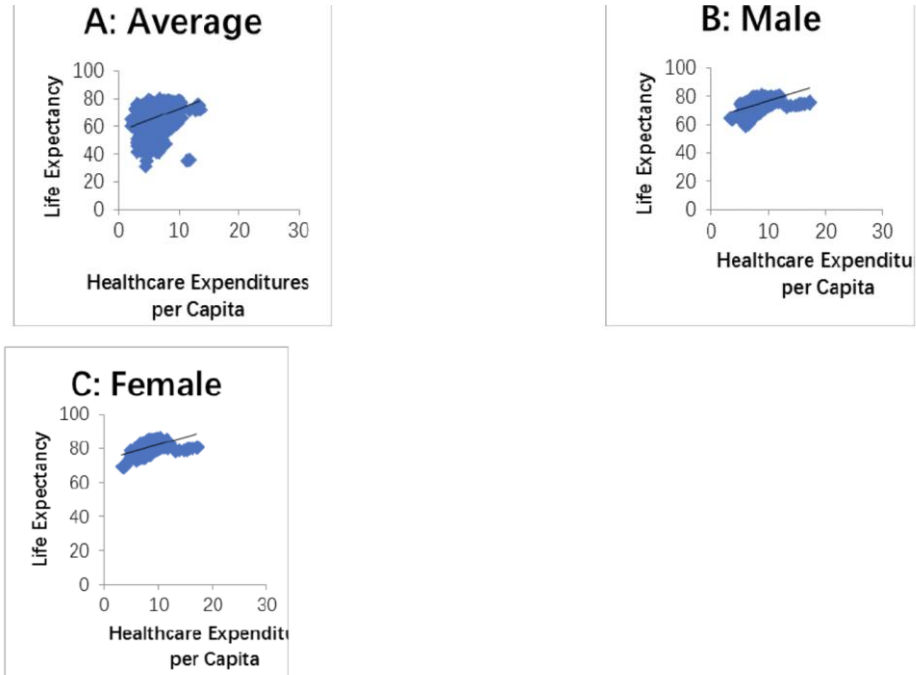 A: Average
100
80
60
40
20
0
0 10 20 30
Life Expectancy
Healthcare Expenditures
per Capita
B: Male
100
80
60
40
20
0
0 10 20 30
Life Expectancy
Healthcare Expenditu
per Capita
C: Female
100
80
60
40
20
0
0 10 20 30
Life Expectancy
Healthcare Expenditu
per Capita